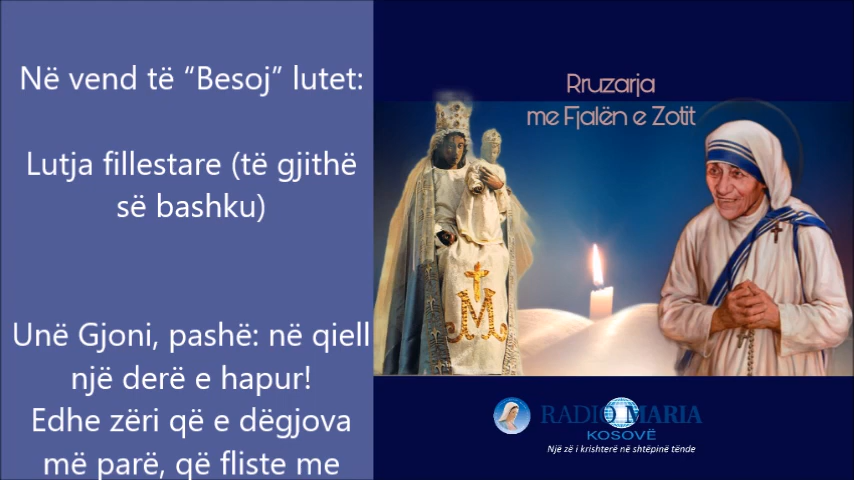 Në vend të “Besoj” lutet:
Lutja fillestare (të gjithë
së bashku)
Unë Gjoni, pashë: në qiell
një derë e hapur!
Edhe zëri që e dëgjova
më parë, që fliste me
Rruzarja
me Fjalën e Zotit
RADIO MARIA
KOSOVË
Një zë i krishterë në shtëpinë tënde